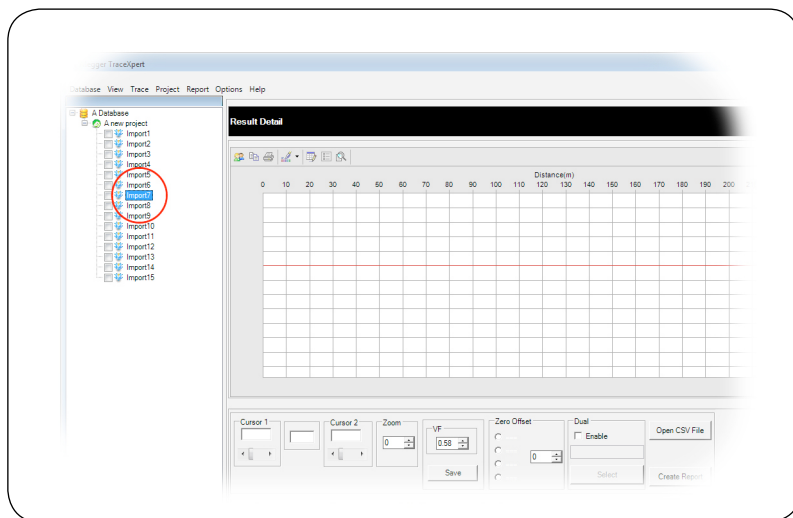 TraceXpert
Database View Trace Project Report Options Help
A Database
A new project
Import1
Import2
Import3
Import4
Import5
Import6
Import7
Import8
Import9
Import10
Import11
Import12
Import13
Import14
Import15
Result Detail
Distance(m)
0 10 20 30 40 50 60 70 80 90 100 110 120 130 140 150 160 170 180 190 200
Cursor 1
Cursor 2
Zoom
0
VF
0.58
Save
Zero Offset
0
Dual
Enable
Select
Open CSV File
Create Report